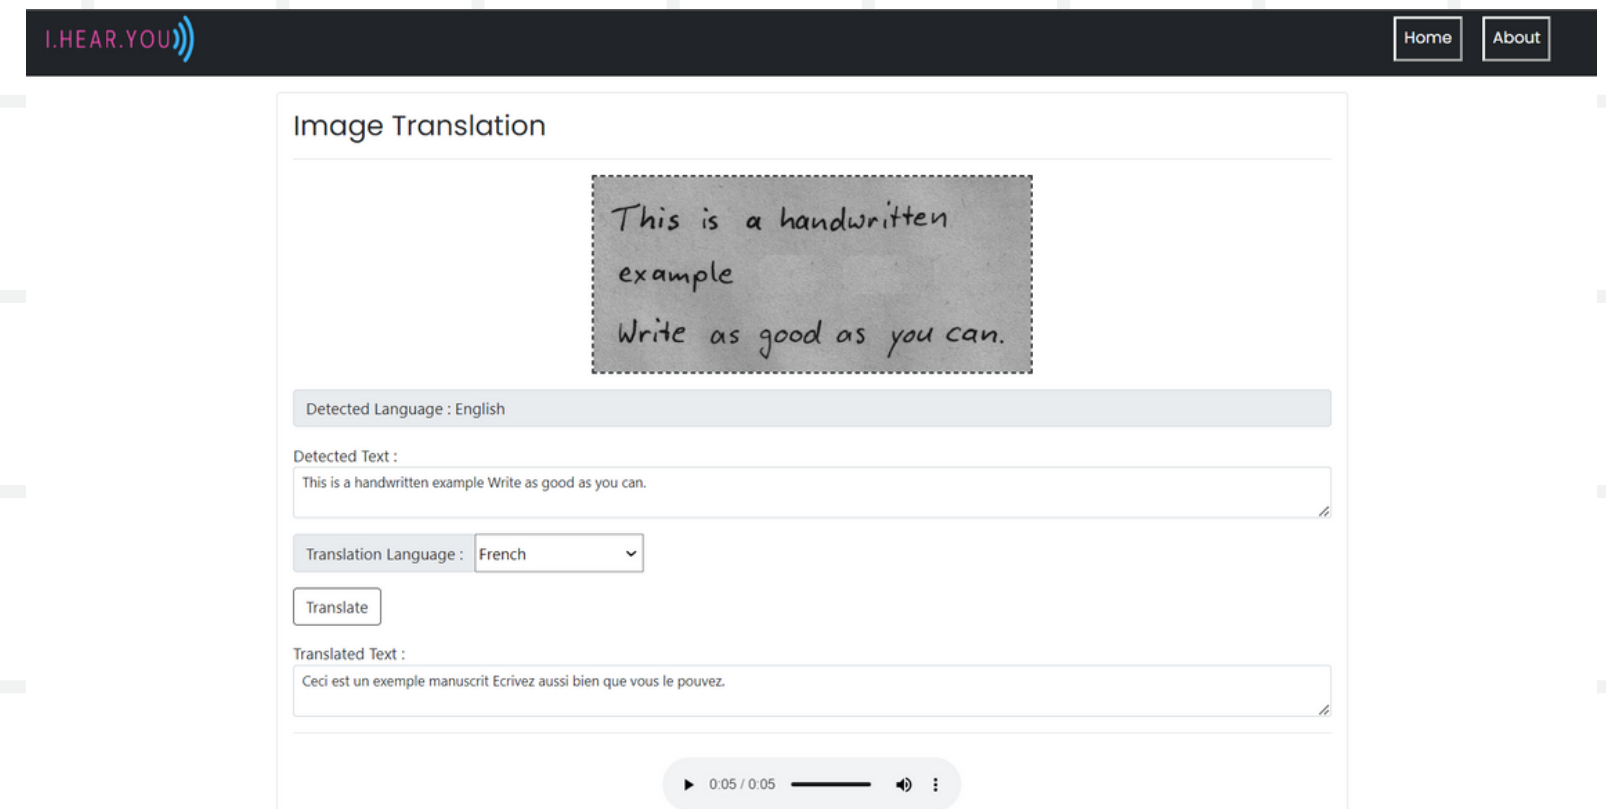 I.HEAR.YOU
Home
About
Image Translation
This is a handwritten
example
Write as good as you can.
Detected Language : English
Detected Text :
This is a handwritten example Write as good as you can.
Translation Language : French
Translate
Translated Text :
Ceci est un exemple manuscrit Ecrivez aussi bien que vous le pouvez.
0:05 / 0:05